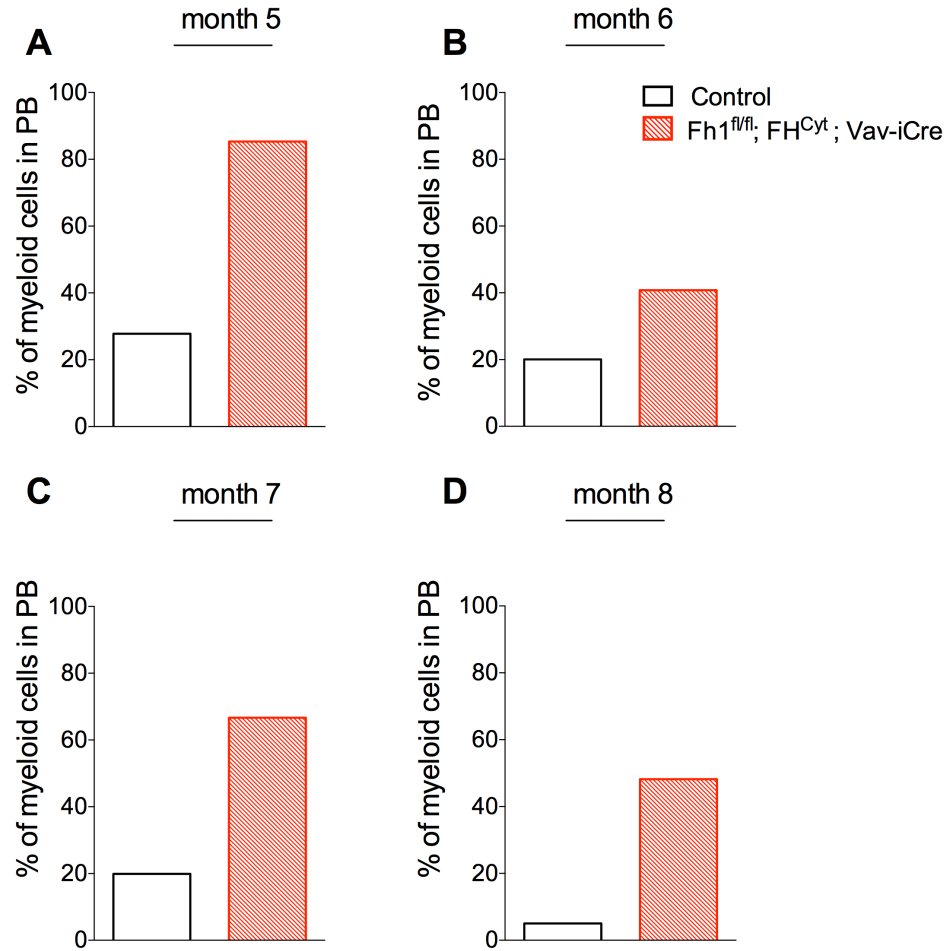 A
month 5
% of myeloid cells in PB
100
80
60
40
20
0
B
month 6
% of myeloid cells in PB
100
80
60
40
20
0
Control
Fh1fl/fl; FHCyt ; Vav-iCre
C
month 7
% of myeloid cells in PB
100
80
60
40
20
0
D
month 8
% of myeloid cells in PB
100
80
60
40
20
0